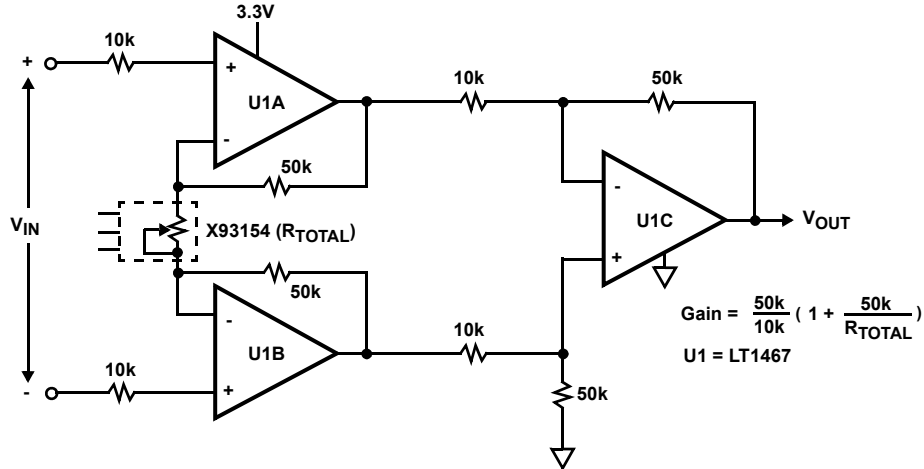 3.3V
10k
+
+
U1A
-
10k
50k
50k
-
U1C
+
V_OUT
V_IN
X93154 (R_TOTAL)
50k
-
U1B
+
10k
10k
-
50k
Gain = 50k/10k ( 1 + 50k/R_TOTAL )
U1 = LT1467